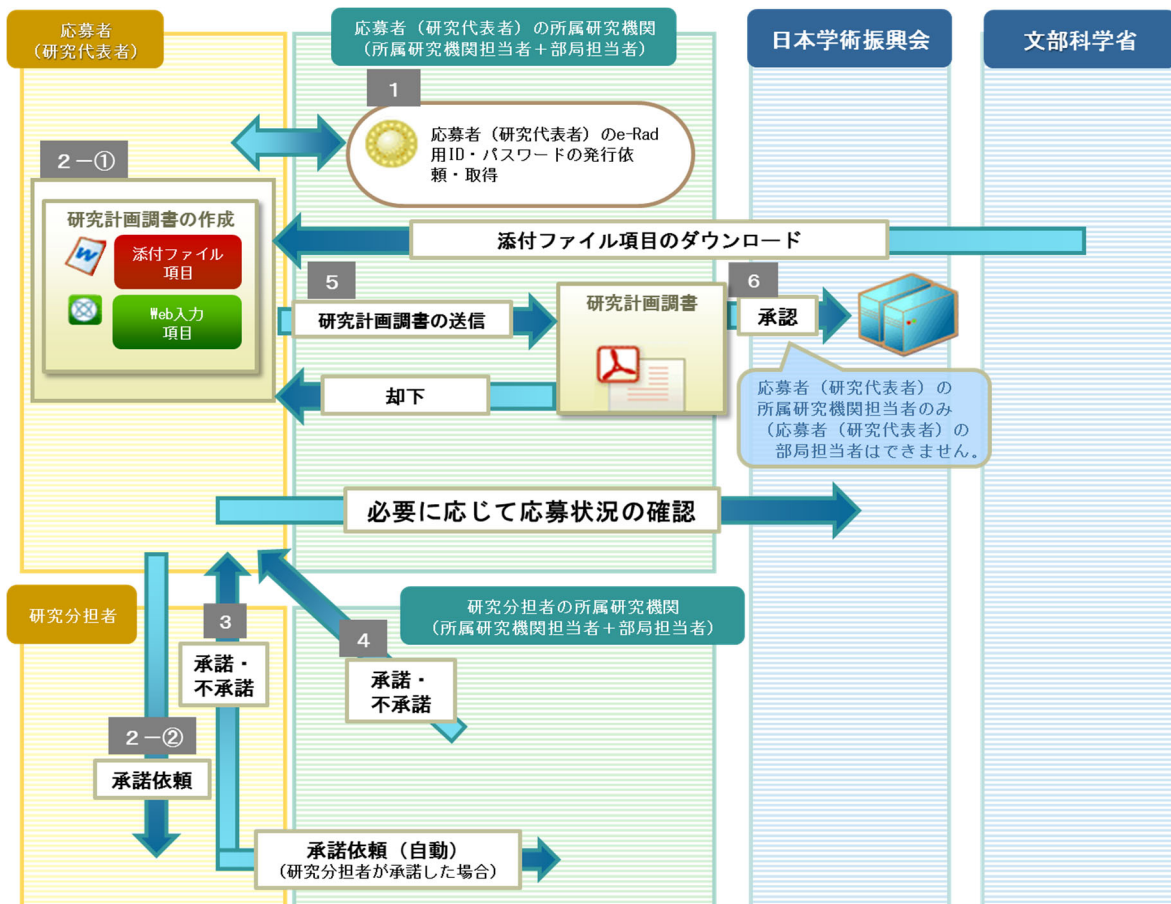 応募者
（研究代表者）
応募者（研究代表者）の所属研究機関
（所属研究機関担当者＋部局担当者）
日本学術振興会
文部科学省
1
応募者（研究代表者）のe-Rad
用ID・パスワードの発行依
頼・取得
2－①
研究計画調書の作成
W
添付ファイル
項目
Web入力
項目
添付ファイル項目のダウンロード
5
研究計画調書の送信
研究計画調書
6
承認
却下
応募者（研究代表者）の
所属研究機関担当者のみ
（応募者（研究代表者）の
部局担当者はできません。
必要に応じて応募状況の確認
研究分担者
研究分担者の所属研究機関
（所属研究機関担当者＋部局担当者）
3
承諾・
不承諾
4
承諾・
不承諾
2－②
承諾依頼
承諾依頼（自動）
（研究分担者が承諾した場合）